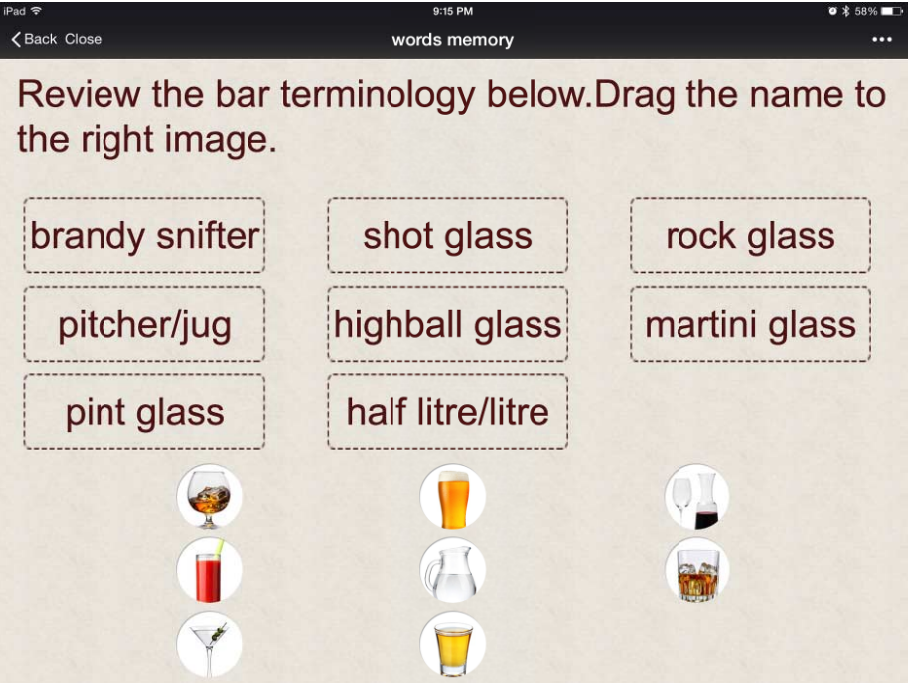 iPad 9:15 PM 58%
Back Close words memory •••
Review the bar terminology below.Drag the name to
the right image.
brandy snifter shot glass rock glass
pitcher/jug highball glass martini glass
pint glass half litre/litre